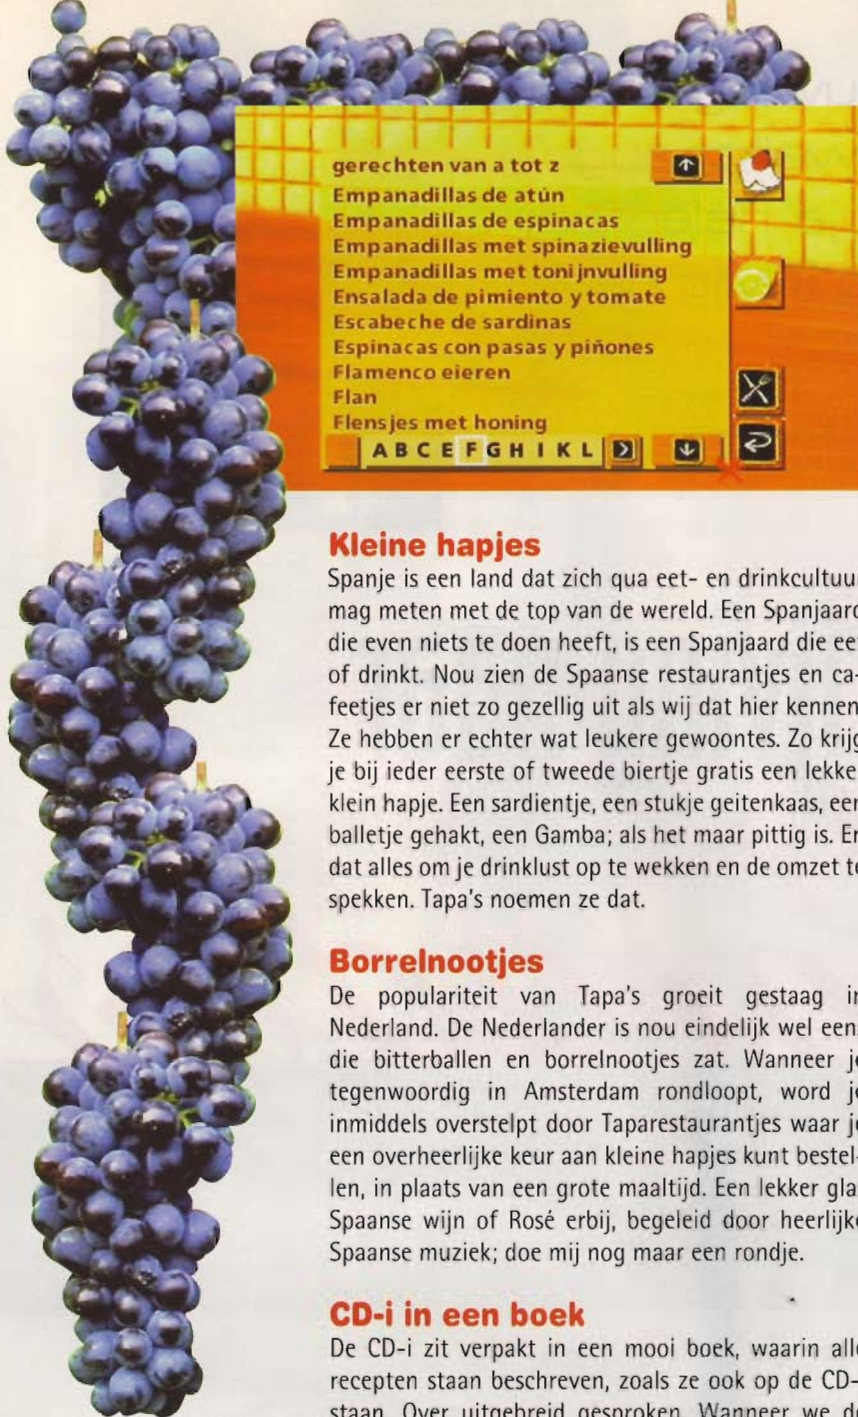 gerechten van a tot z
Empanadillas de atún
Empanadillas de espinacas
Empanadillas met spinazievulling
Empanadillas met tonijnvulling
Ensalada de pimiento y tomate
Escabeche de sardinas
Espinacas con pasas y piñones
Flamenco eieren
Flan
Flensjes met honing
A B C E F G H I K L
Kleine hapjes
Spanje is een land dat zich qua eet- en drinkcultuur
mag meten met de top van de wereld. Een Spanjaard
die even niets te doen heeft, is een Spanjaard die eet
of drinkt. Nou zien de Spaanse restaurantjes en ca-
feetjes er niet zo gezellig uit als wij dat hier kennen
Ze hebben er echter wat leukere gewoontes. Zo krijg
je bij ieder eerste of tweede biertje gratis een lekker
klein hapje. Een sardientje, een stukje geitenkaas, een
balletje gehakt, een Gamba; als het maar pittig is. En
dat alles om je drinklust op te wekken en de omzet te
spekken. Tapa's noemen ze dat.
Borrelnootjes
De populariteit van Tapa's groeit gestaag in
Nederland. De Nederlander is nou eindelijk wel eens
die bitterballen en borrelnootjes zat. Wanneer je
tegenwoordig in Amsterdam rondloopt, word je
inmiddels overstelpt door Taparestaurantjes waar je
een overheerlijke keur aan kleine hapjes kunt bestel-
len, in plaats van een grote maaltijd. Een lekker glas
Spaanse wijn of Rosé erbij, begeleid door heerlijke
Spaanse muziek; doe mij nog maar een rondje.
CD-i in een boek
De CD-i zit verpakt in een mooi boek, waarin alle
recepten staan beschreven, zoals ze ook op de CD-
staan. Over uitgebreid gesproken. Wanneer we de